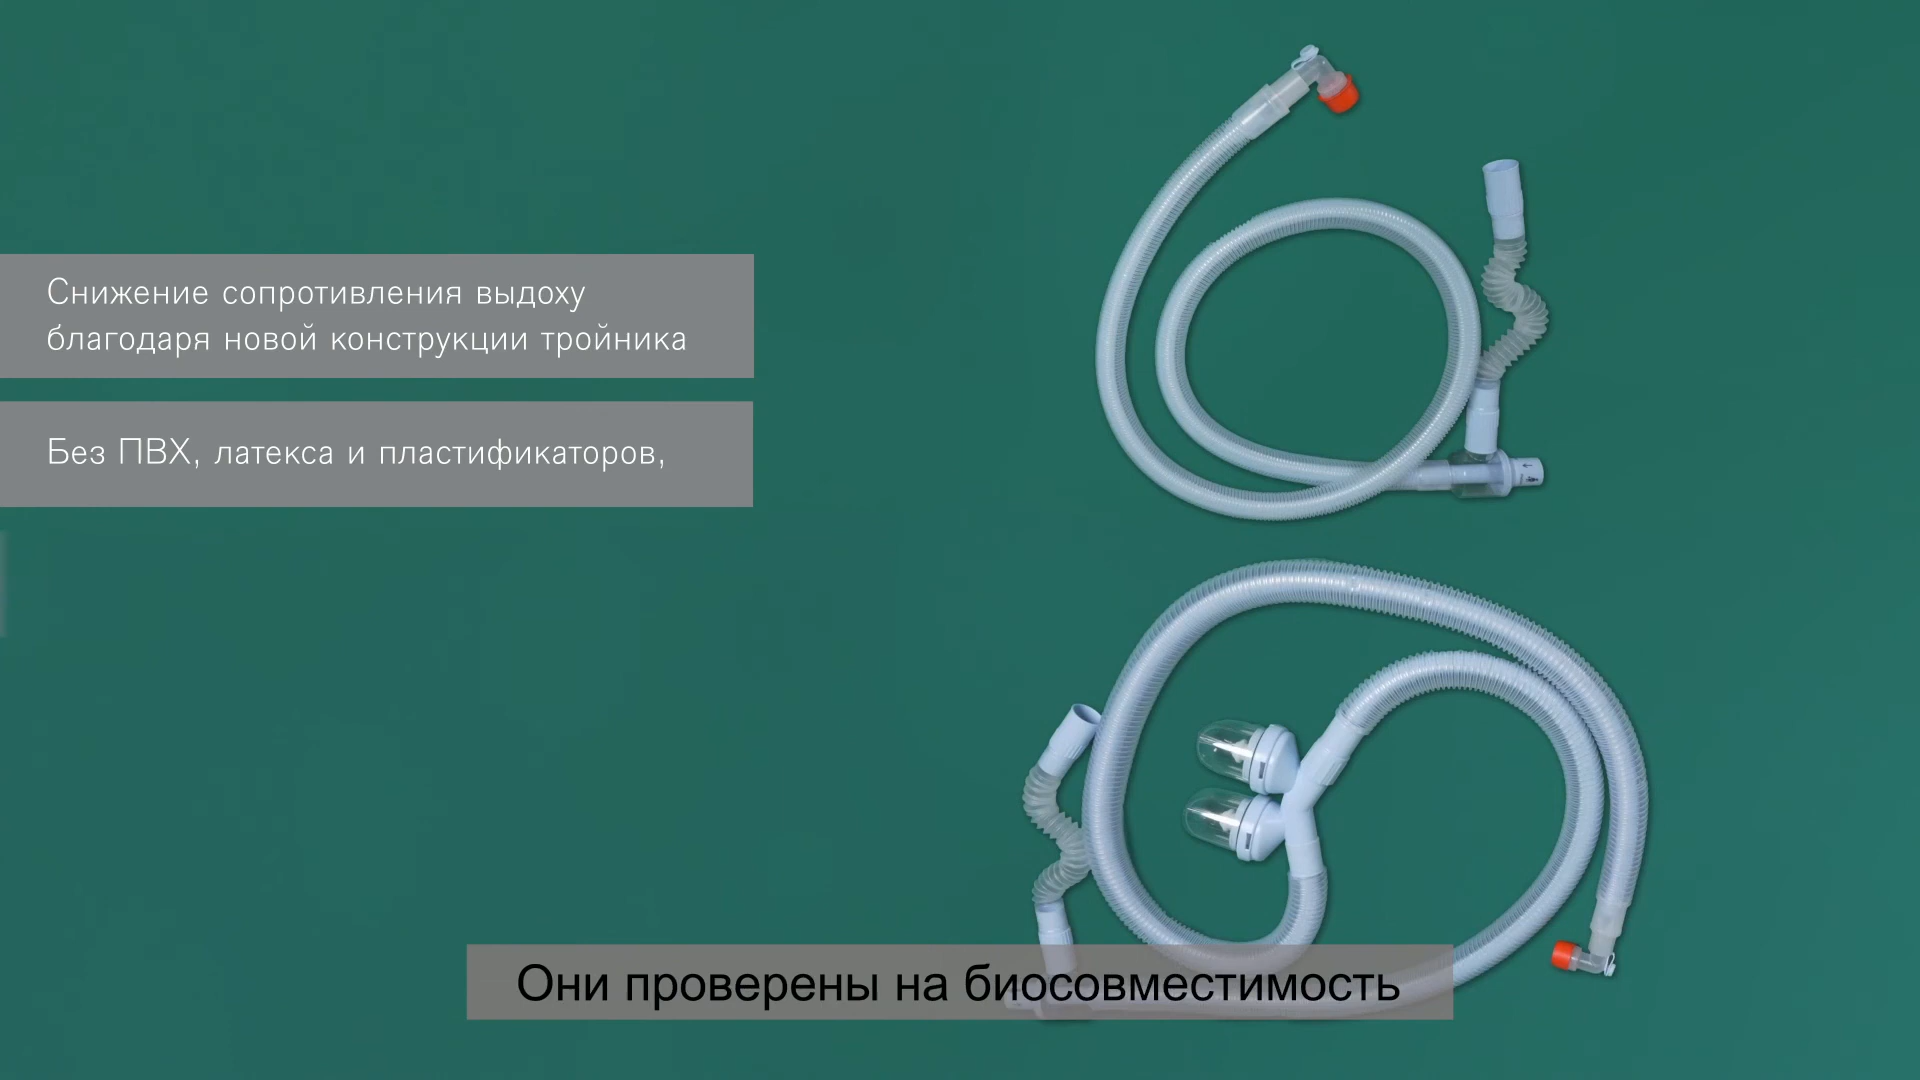 Снижение сопротивления выдоху
благодаря новой конструкции тройника
Без ПВХ, латекса и пластификаторов,
Они проверены на биосовместимость